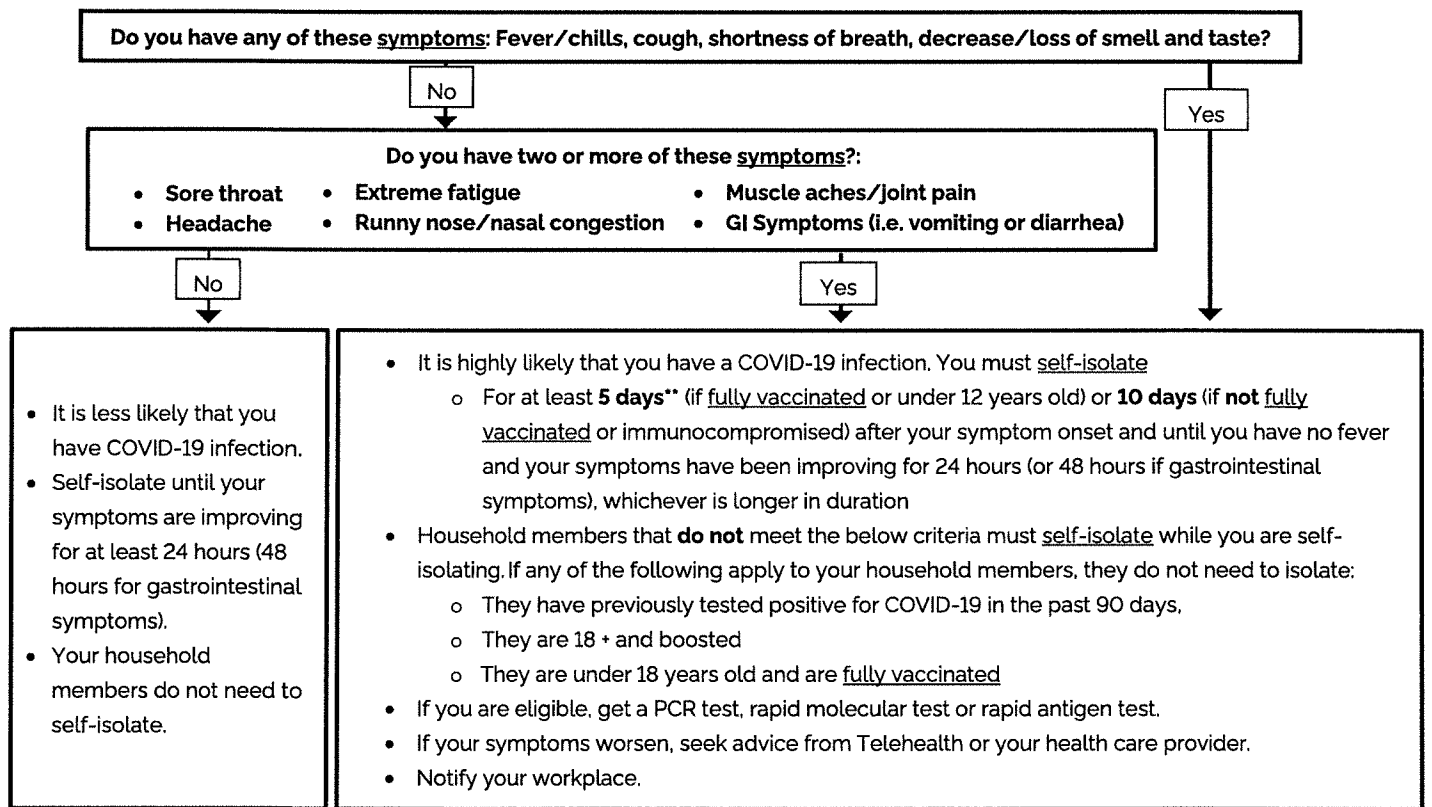 Do you have any of these symptoms: Fever/chills, cough, shortness of breath, decrease/loss of smell and taste?
No
Yes
Do you have two or more of these symptoms?:
• Sore throat • Extreme fatigue • Muscle aches/joint pain
• Headache • Runny nose/nasal congestion • GI Symptoms (i.e. vomiting or diarrhea)
No
Yes
• It is less likely that you
have COVID-19 infection.
• Self-isolate until your
symptoms are improving
for at least 24 hours (48
hours for gastrointestinal
symptoms).
• Your household
members do not need to
self-isolate.
• It is highly likely that you have a COVID-19 infection. You must self-isolate
o For at least 5 days** (if fully vaccinated or under 12 years old) or 10 days (if not fully
vaccinated or immunocompromised) after your symptom onset and until you have no fever
and your symptoms have been improving for 24 hours (or 48 hours if gastrointestinal
symptoms), whichever is longer in duration
• Household members that do not meet the below criteria must self-isolate while you are self-
isolating. If any of the following apply to your household members, they do not need to isolate:
o They have previously tested positive for COVID-19 in the past 90 days,
o They are 18 + and boosted
o They are under 18 years old and are fully vaccinated
• If you are eligible, get a PCR test, rapid molecular test or rapid antigen test.
• If your symptoms worsen, seek advice from Telehealth or your health care provider.
• Notify your workplace.